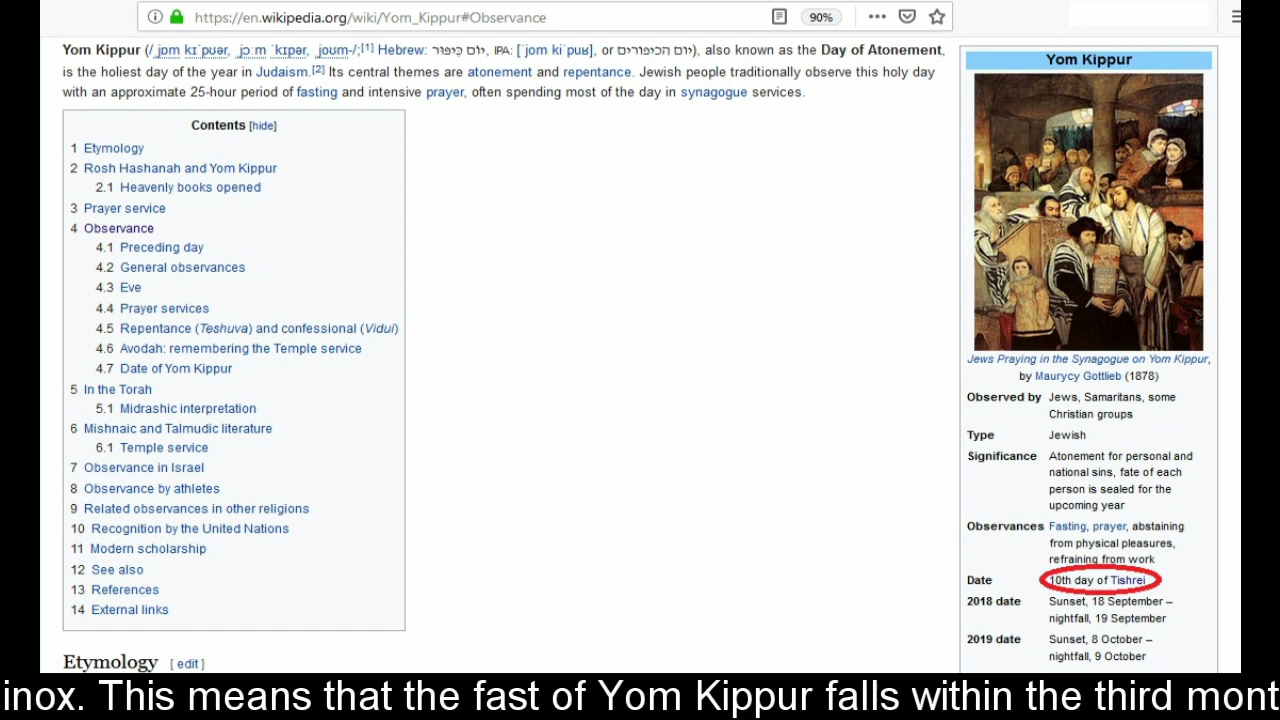 https://en.wikipedia.org/wiki/Yom_Kippur#Observance
90%
Yom Kippur (/ˌjɒm kɪˈpʊər, ˌjɔːm ˈkɪpər, ˌjoʊm-/;[1] Hebrew: יוֹם כִּיפּוּר, IPA: [ˈjom kiˈpuʁ], or יום הכיפורים), also known as the Day of Atonement,
is the holiest day of the year in Judaism.[2] Its central themes are atonement and repentance. Jewish people traditionally observe this holy day
with an approximate 25-hour period of fasting and intensive prayer, often spending most of the day in synagogue services.
Contents [hide]
1 Etymology
2 Rosh Hashanah and Yom Kippur
2.1 Heavenly books opened
3 Prayer service
4 Observance
4.1 Preceding day
4.2 General observances
4.3 Eve
4.4 Prayer services
4.5 Repentance (Teshuva) and confessional (Vidui)
4.6 Avodah: remembering the Temple service
4.7 Date of Yom Kippur
5 In the Torah
5.1 Midrashic interpretation
6 Mishnaic and Talmudic literature
6.1 Temple service
7 Observance in Israel
8 Observance by athletes
9 Related observances in other religions
10 Recognition by the United Nations
11 Modern scholarship
12 See also
13 References
14 External links
Etymology [ edit ]
Yom Kippur
Jews Praying in the Synagogue on Yom Kippur,
by Maurycy Gottlieb (1878)
Observed by Jews, Samaritans, some
Christian groups
Type Jewish
Significance Atonement for personal and
national sins, fate of each
person is sealed for the
upcoming year
Observances Fasting, prayer, abstaining
from physical pleasures,
refraining from work
Date 10th day of Tishrei
2018 date Sunset, 18 September –
nightfall, 19 September
2019 date Sunset, 8 October –
nightfall, 9 October
inox. This means that the fast of Yom Kippur falls within the third mont